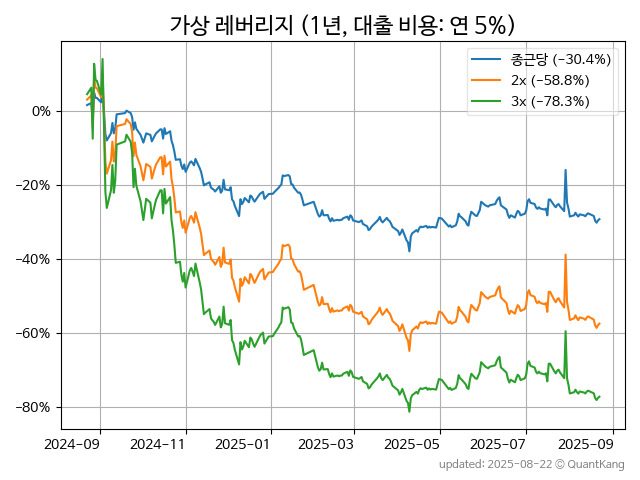 가상 레버리지 (1년, 대출 비용: 연 5%)
종근당 (−30.4%)
2x (−58.8%)
3x (−78.3%)
0%
−20%
−40%
−60%
−80%
2024-09 2024-11 2025-01 2025-03 2025-05 2025-07 2025-09
updated: 2025-08-22 © QuantKang